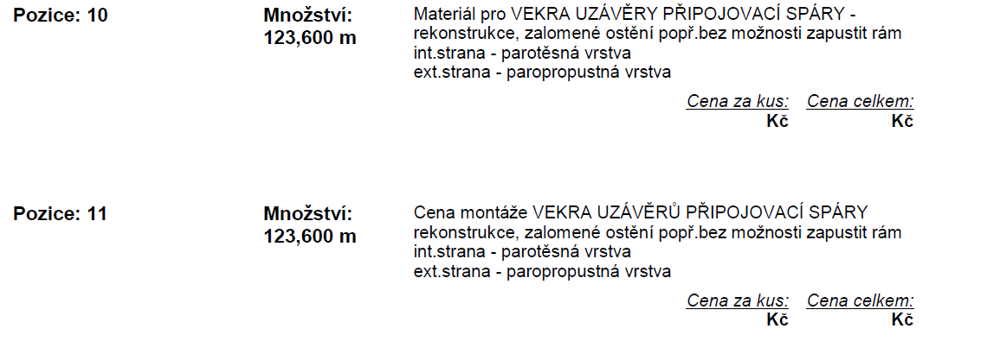 Pozice: 10
Množství:
123,600 m
Materiál pro VEKRA UZÁVĚRY PŘIPOJOVACÍ SPÁRY -
rekonstrukce, zalomené ostění popř.bez možnosti zapustit rám
int.strana - parotěsná vrstva
ext.strana - paropropustná vrstva
Cena za kus: Cena celkem:
Kč Kč
Pozice: 11
Množství:
123,600 m
Cena montáže VEKRA UZÁVĚRŮ PŘIPOJOVACÍ SPÁRY
rekonstrukce, zalomené ostění popř.bez možnosti zapustit rám
int.strana - parotěsná vrstva
ext.strana - paropropustná vrstva
Cena za kus: Cena celkem:
Kč Kč